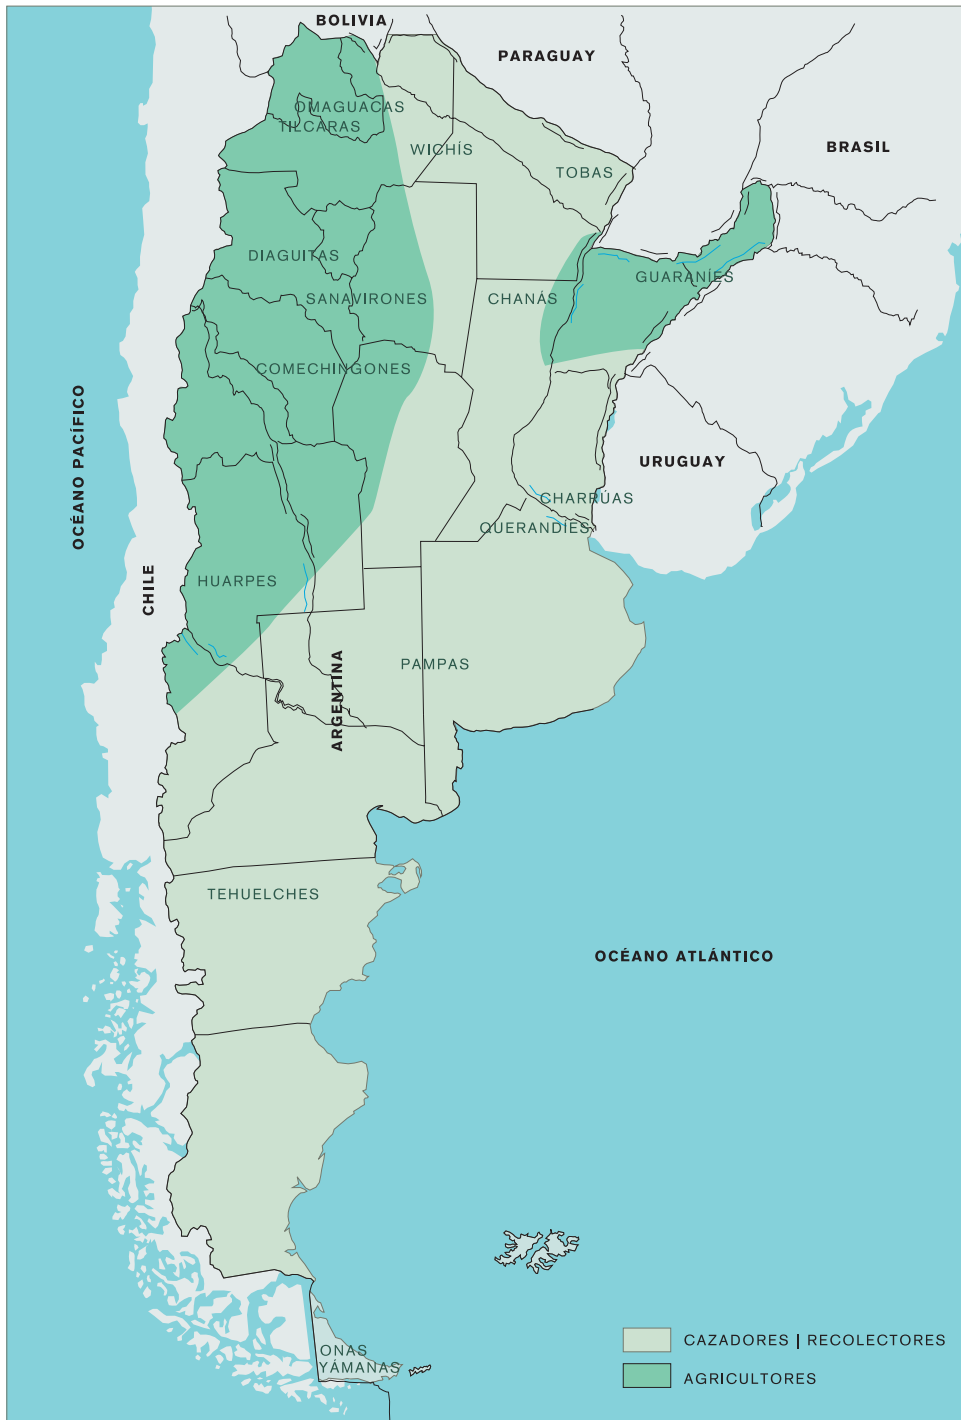 BOLIVIA
PARAGUAY
OMAGUACAS
TILCARAS
WICHÍS
BRASIL
TOBAS
DIAGUITAS
GUARANÍES
SANAVIRONES
CHANÁS
COMECHINGONES
OCÉANO PACÍFICO
URUGUAY
CHARRÚAS
QUERANDÍES
CHILE
HUARPES
PAMPAS
ARGENTINA
TEHUELCHES
OCÉANO ATLÁNTICO
ONAS
YÁMANAS
CAZADORES | RECOLECTORES
AGRICULTORES